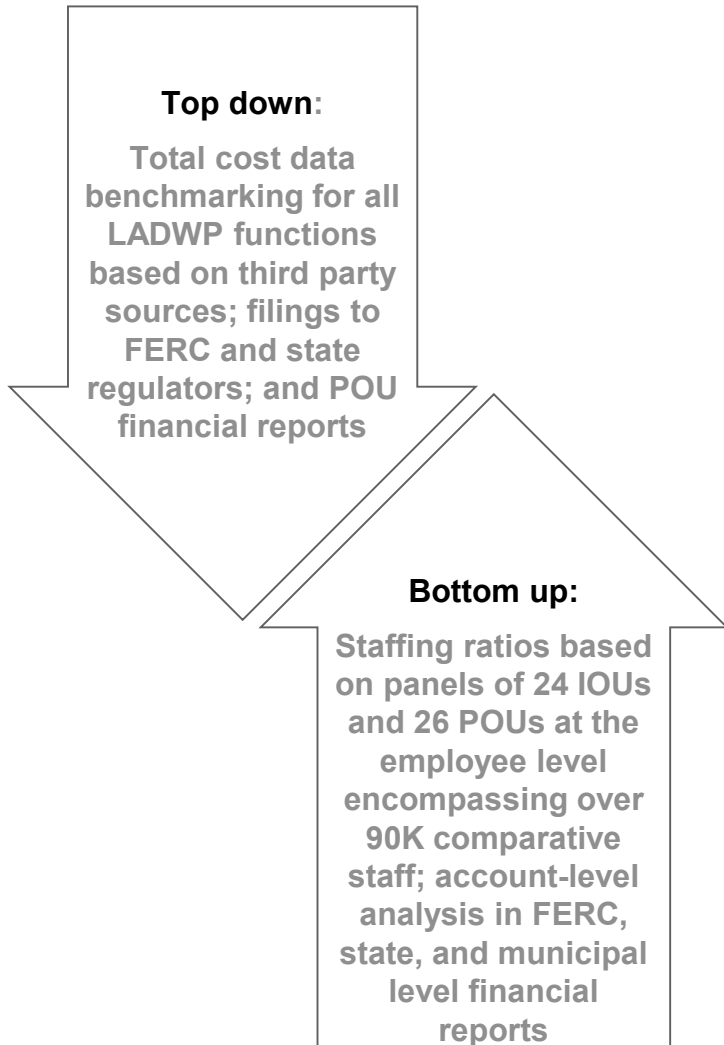 Top down:
Total cost data
benchmarking for all
LADWP functions
based on third party
sources; filings to
FERC and state
regulators; and POU
financial reports
Bottom up:
Staffing ratios based
on panels of 24 IOUs
and 26 POUs at the
employee level
encompassing over
90K comparative
staff; account-level
analysis in FERC,
state, and municipal
level financial
reports